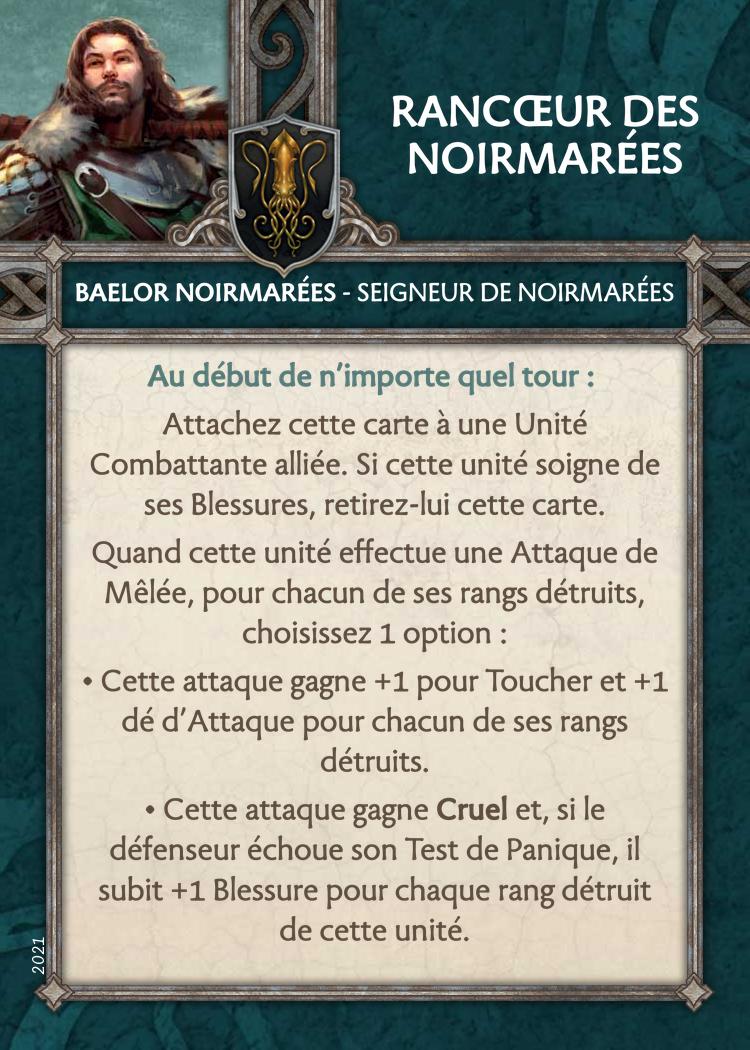 RANCŒUR DES
NOIRMARÉES
BAELOR NOIRMARÉES - SEIGNEUR DE NOIRMARÉES
Au début de n’importe quel tour :
Attachez cette carte à une Unité
Combattante alliée. Si cette unité soigne de
ses Blessures, retirez-lui cette carte.
Quand cette unité effectue une Attaque de
Mêlée, pour chacun de ses rangs détruits,
choisissez 1 option :
• Cette attaque gagne +1 pour Toucher et +1
dé d’Attaque pour chacun de ses rangs
détruits.
• Cette attaque gagne Cruel et, si le
défenseur échoue son Test de Panique, il
subit +1 Blessure pour chaque rang détruit
de cette unité.
2021